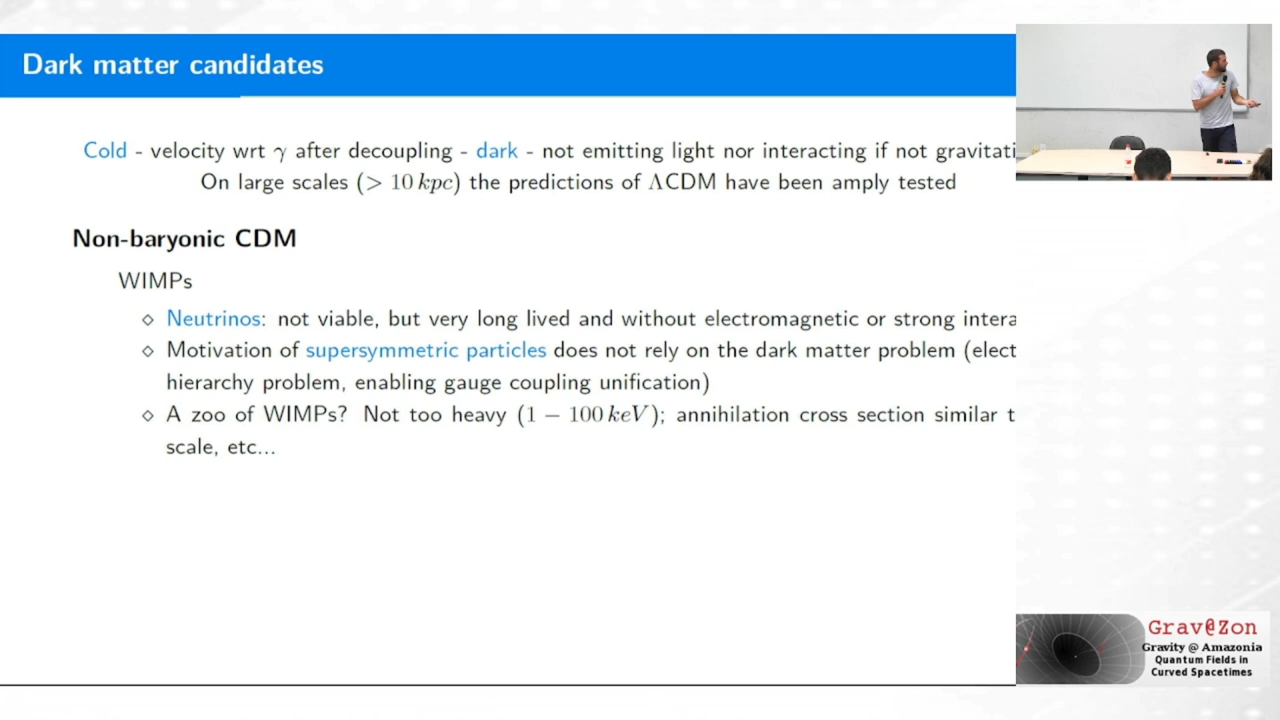 Dark matter candidates
Cold - velocity wrt γ after decoupling - dark - not emitting light nor interacting if not gravitati
On large scales (> 10 kpc) the predictions of ΛCDM have been amply tested
Non-baryonic CDM
WIMPs
⋄ Neutrinos: not viable, but very long lived and without electromagnetic or strong intera
⋄ Motivation of supersymmetric particles does not rely on the dark matter problem (elect
hierarchy problem, enabling gauge coupling unification)
⋄ A zoo of WIMPs? Not too heavy (1 − 100 keV); annihilation cross section similar t
scale, etc...
Grav@Zon
Gravity @ Amazonia
Quantum Fields in
Curved Spacetimes